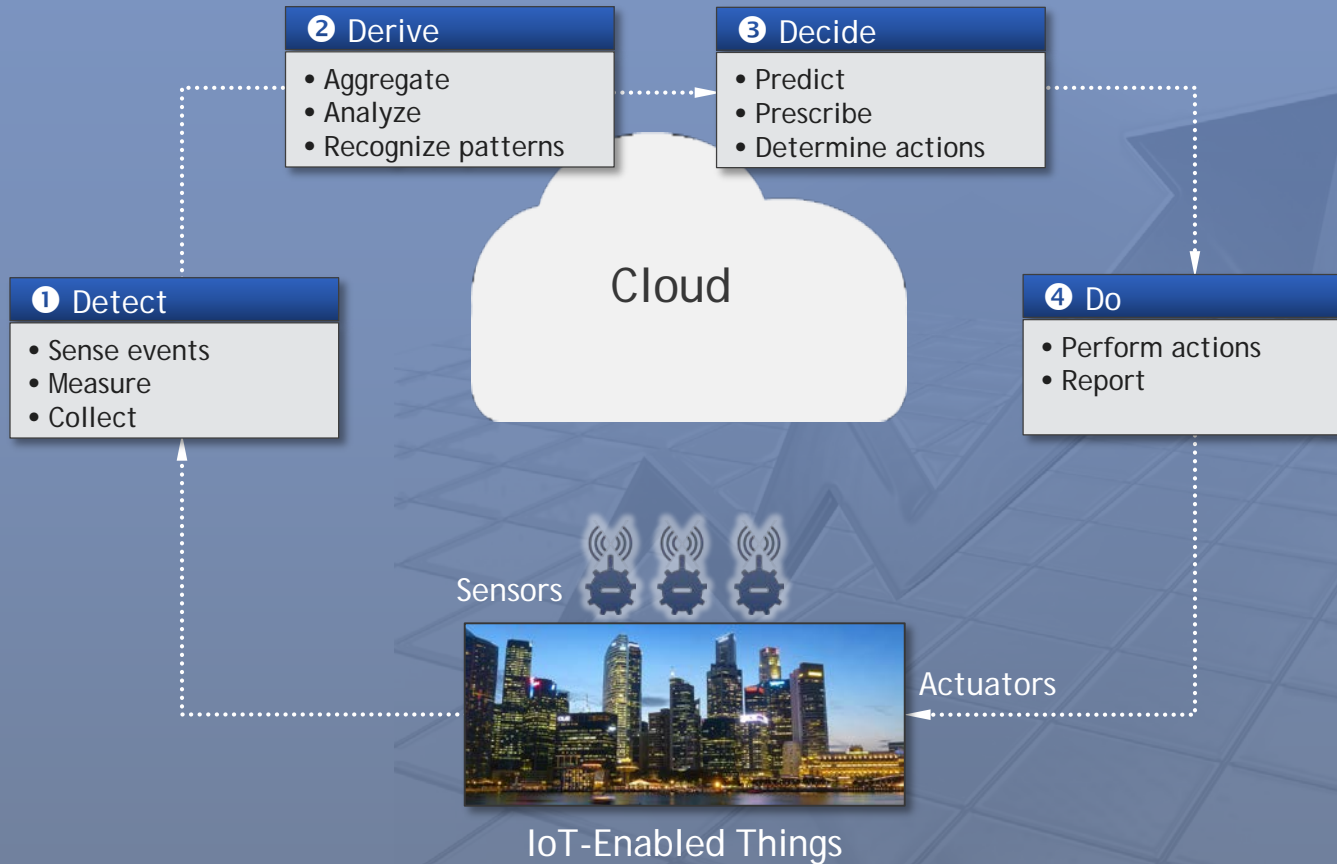 ❷ Derive
• Aggregate
• Analyze
• Recognize patterns
❸ Decide
• Predict
• Prescribe
• Determine actions
Cloud
❶ Detect
• Sense events
• Measure
• Collect
❹ Do
• Perform actions
• Report
Sensors
Actuators
IoT-Enabled Things